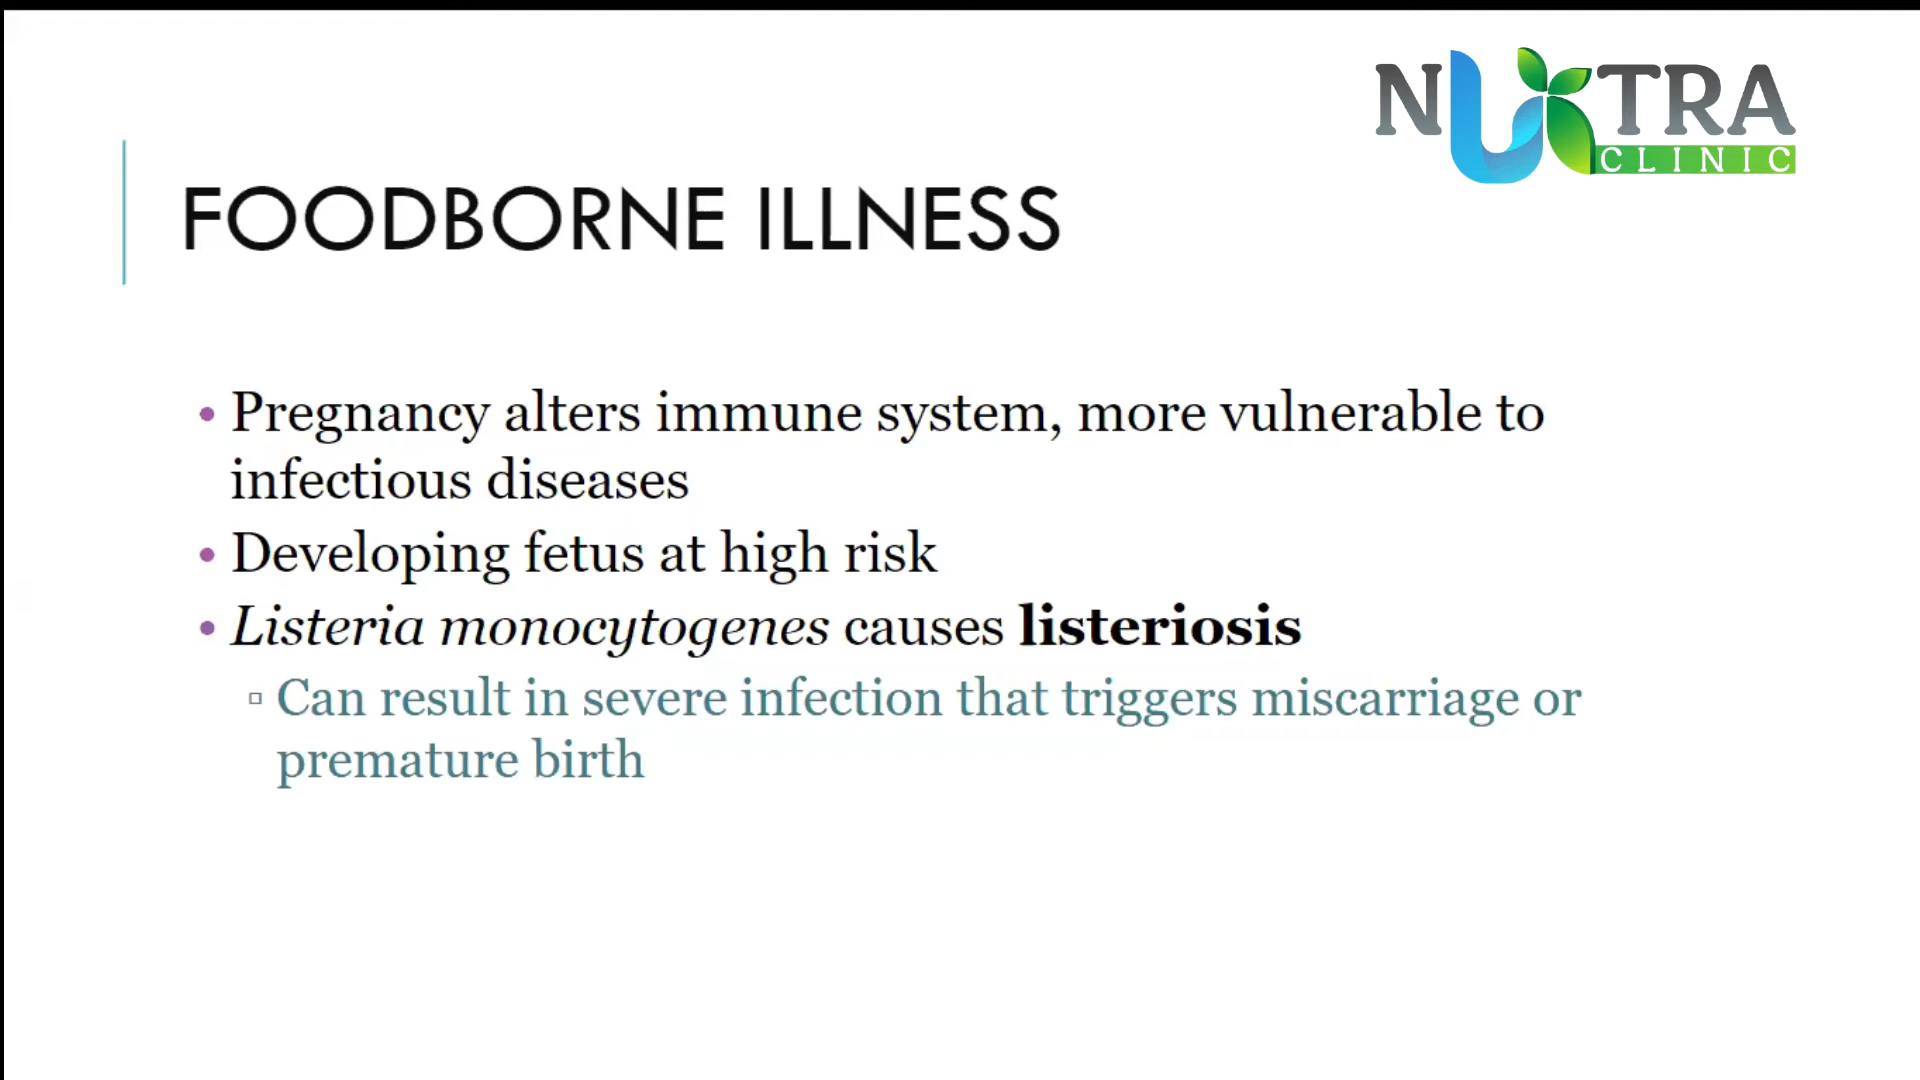 NUTRA
CLINIC
FOODBORNE ILLNESS
• Pregnancy alters immune system, more vulnerable to
infectious diseases
• Developing fetus at high risk
• Listeria monocytogenes causes listeriosis
▫ Can result in severe infection that triggers miscarriage or
premature birth